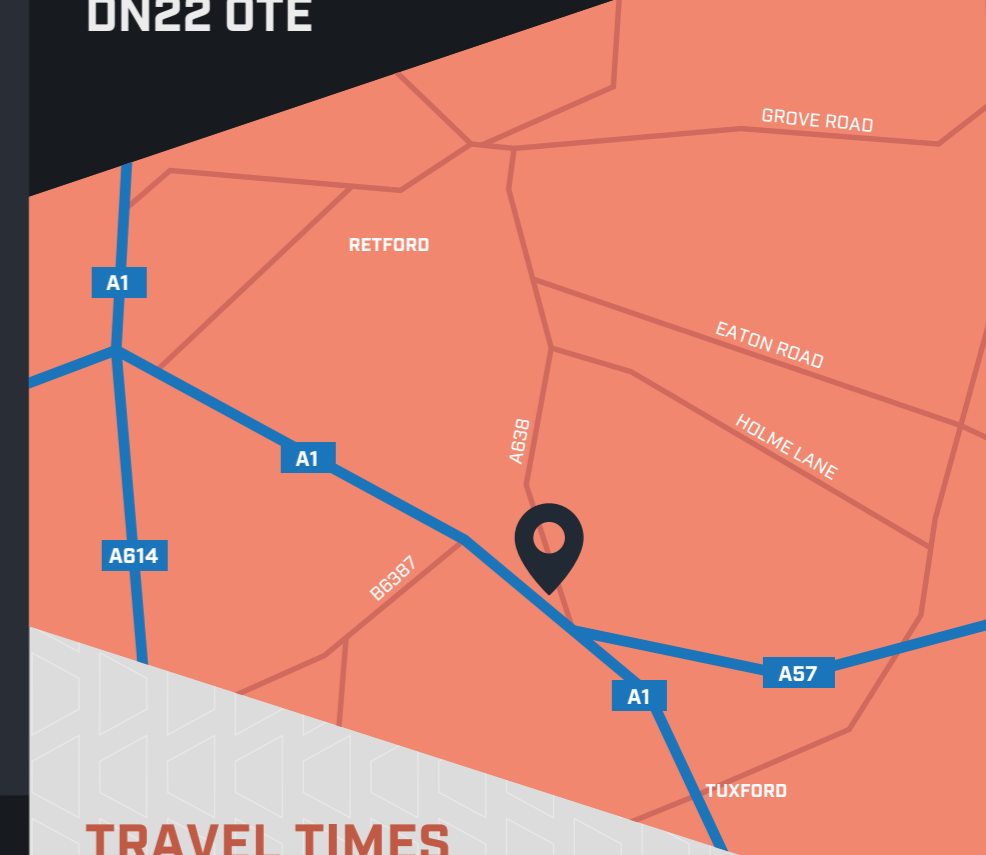 DN22 0TE
GROVE ROAD
RETFORD
A1
EATON ROAD
HOLME LANE
A638
A1
A614
B6387
A57
A1
TUXFORD
TRAVEL TIMES